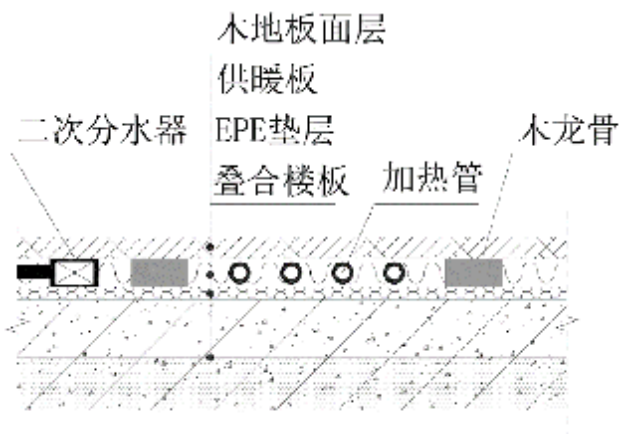 木地板面层
供暖板
二次分水器
EPE垫层
木龙骨
叠合楼板
加热管